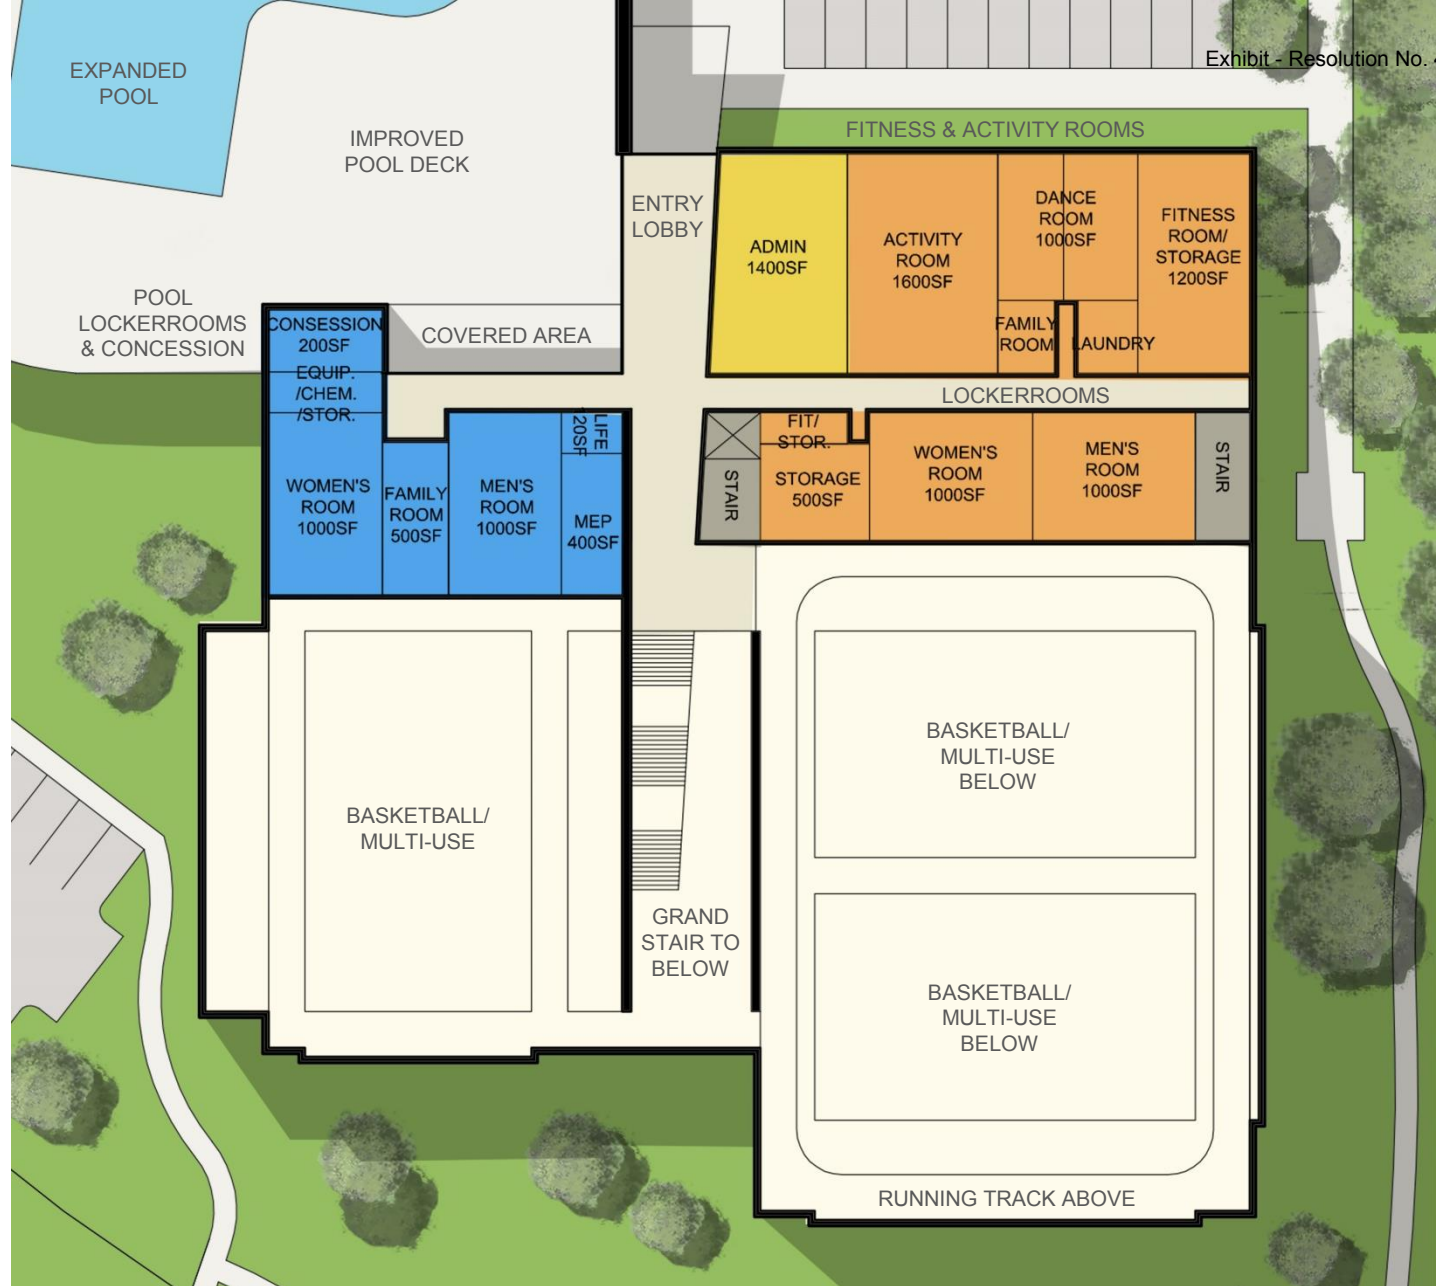 Exhibit - Resolution No.
EXPANDED
POOL
IMPROVED
POOL DECK
FITNESS & ACTIVITY ROOMS
ENTRY
LOBBY
ADMIN
1400SF
ACTIVITY
ROOM
1600SF
DANCE
ROOM
1000SF
FITNESS
ROOM/
STORAGE
1200SF
POOL
LOCKERROOMS
& CONCESSION
CONSESSION
200SF
COVERED AREA
FAMILY
ROOM
LAUNDRY
EQUIP.
/CHEM.
/STOR.
LOCKERROOMS
LIFE
120SF
FIT/
STOR.
WOMEN'S
ROOM
1000SF
FAMILY
ROOM
500SF
MEN'S
ROOM
1000SF
MEP
400SF
STAIR
STORAGE
500SF
WOMEN'S
ROOM
1000SF
MEN'S
ROOM
1000SF
STAIR
BASKETBALL/
MULTI-USE
BASKETBALL/
MULTI-USE
BELOW
GRAND
STAIR TO
BELOW
BASKETBALL/
MULTI-USE
BELOW
RUNNING TRACK ABOVE